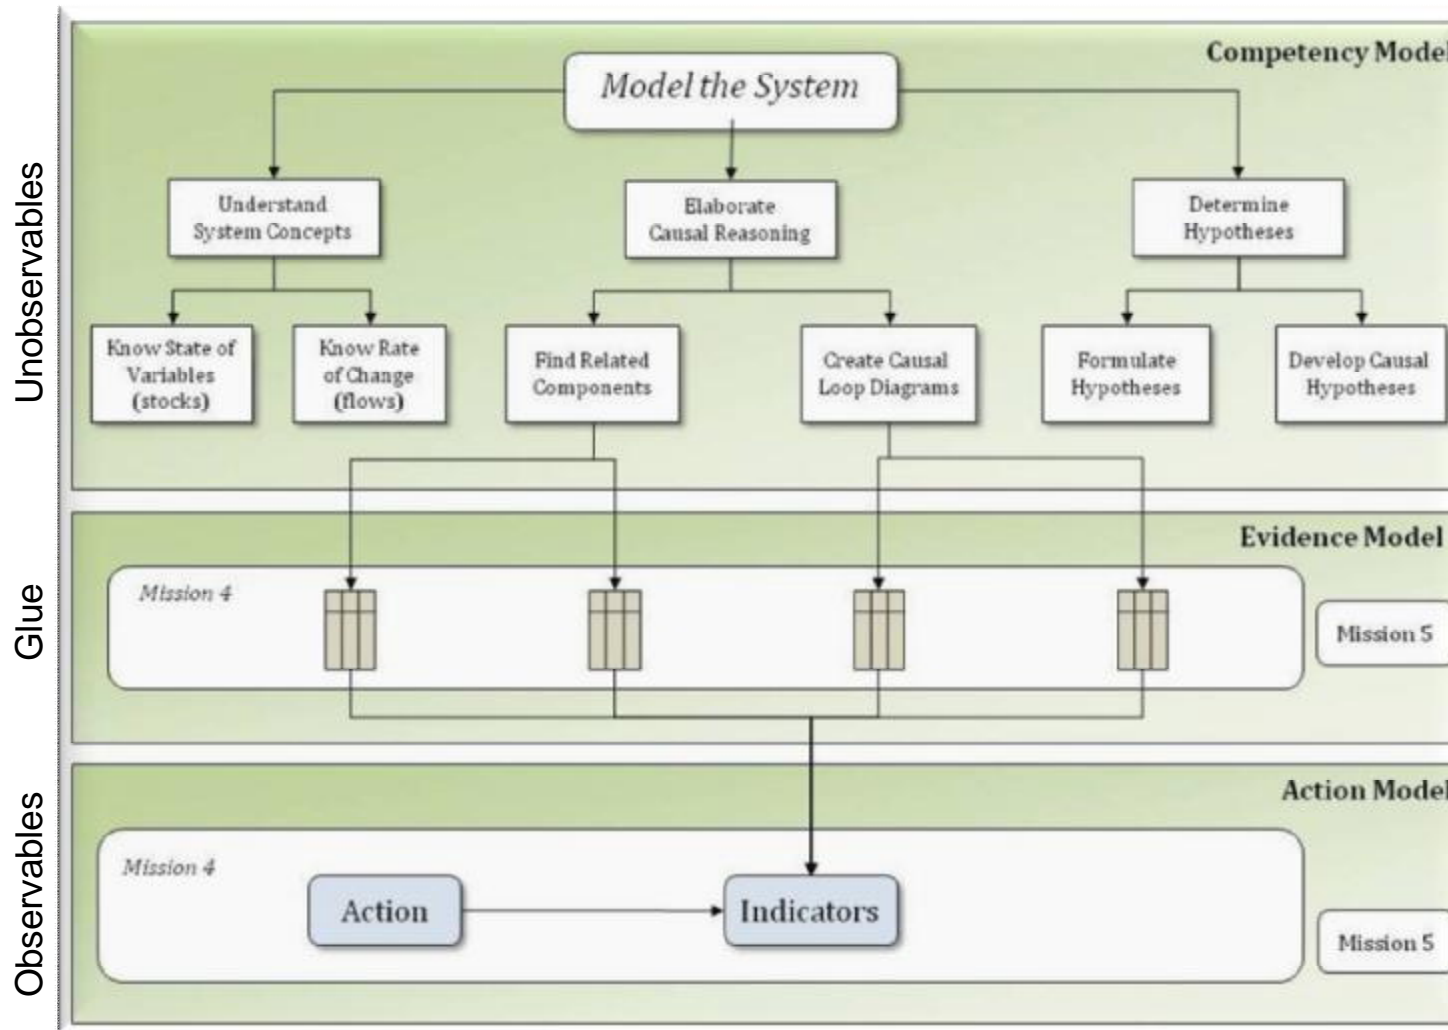 Competency Model
Model the System
Unobservables
Understand
System Concepts
Elaborate
Causal Reasoning
Determine
Hypotheses
Know State of
Variables
(stocks)
Know Rate
of Change
(flows)
Find Related
Components
Create Causal
Loop Diagrams
Formulate
Hypotheses
Develop Causal
Hypotheses
Evidence Model
Glue
Mission 4
Mission 5
Action Model
Observables
Mission 4
Action
Indicators
Mission 5